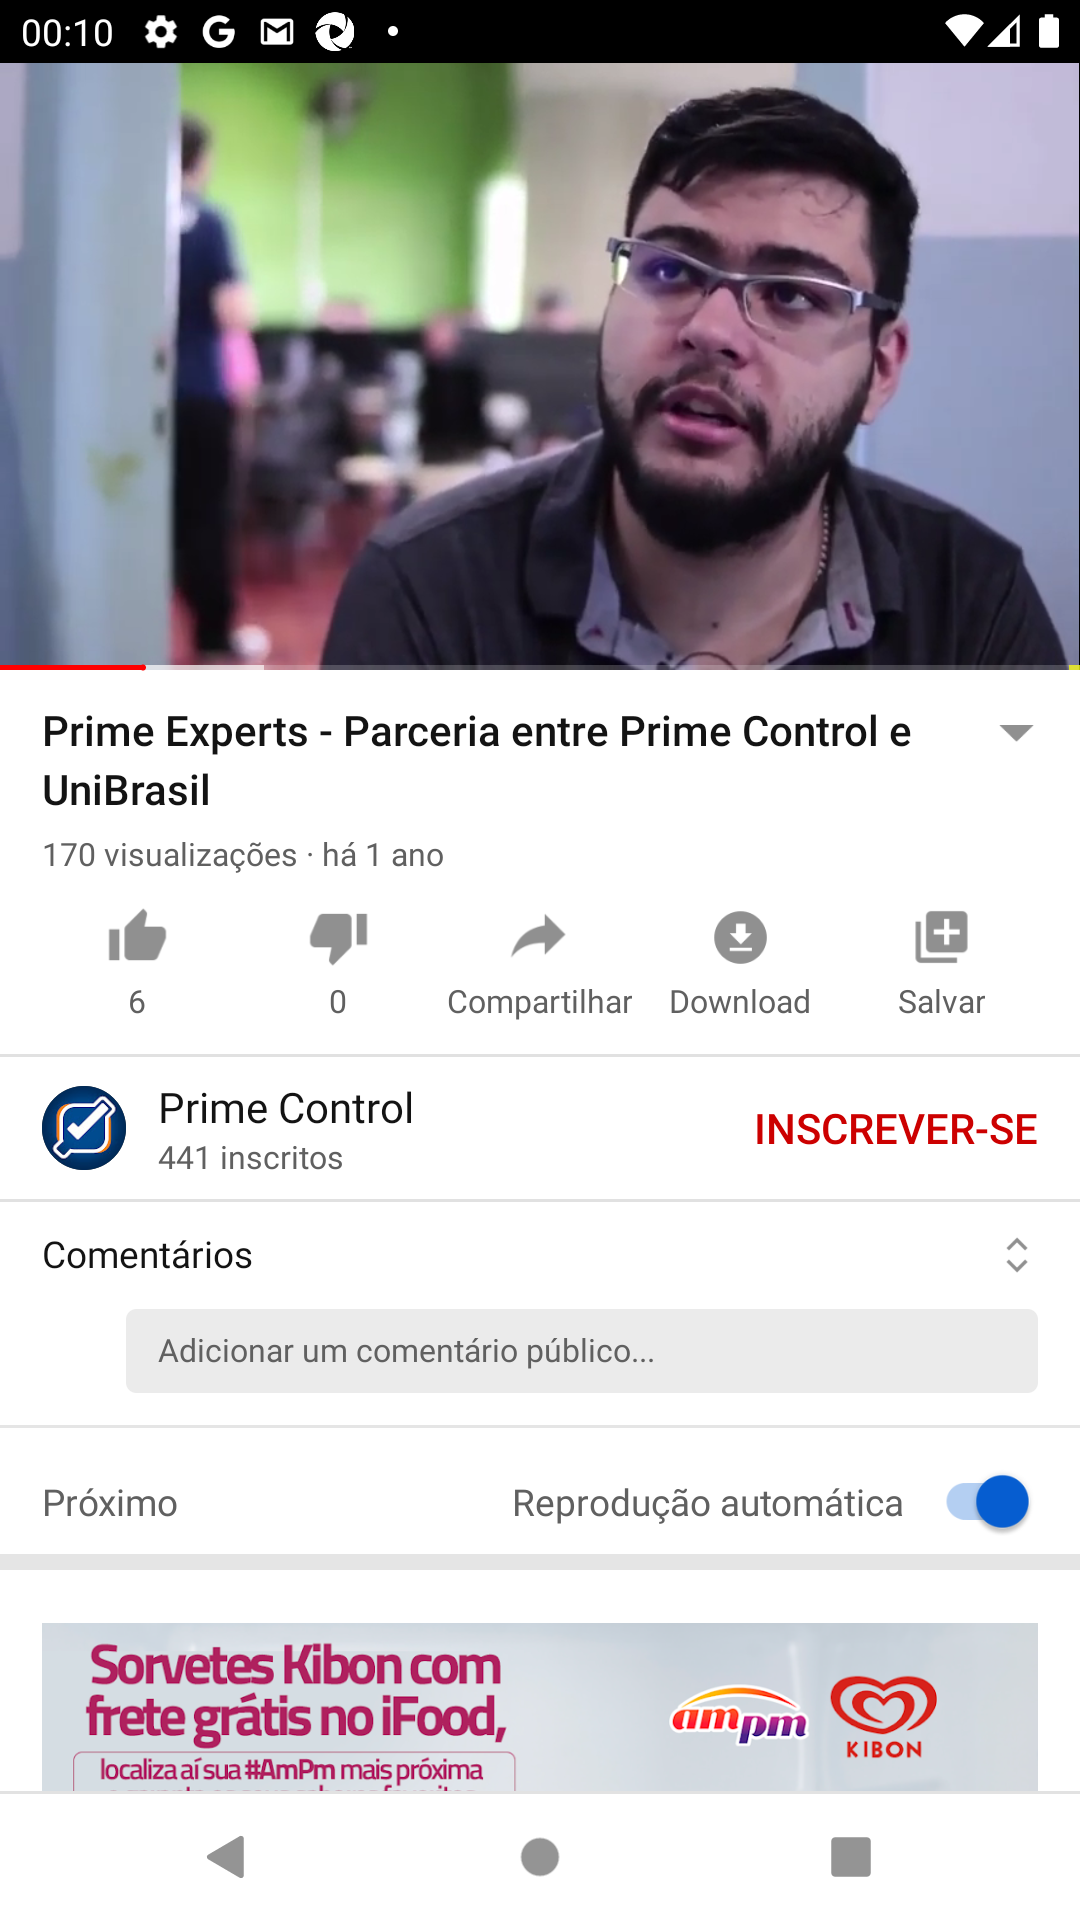 00:10
Prime Experts - Parceria entre Prime Control e
UniBrasil
170 visualizações · há 1 ano
6
0
Compartilhar
Download
Salvar
Prime Control
441 inscritos
INSCREVER-SE
Comentários
Adicionar um comentário público...
Próximo
Reprodução automática
Sorvetes Kibon com
frete grátis no iFood,
localiza aí sua #AmPm mais próxima
ampm
KIBON